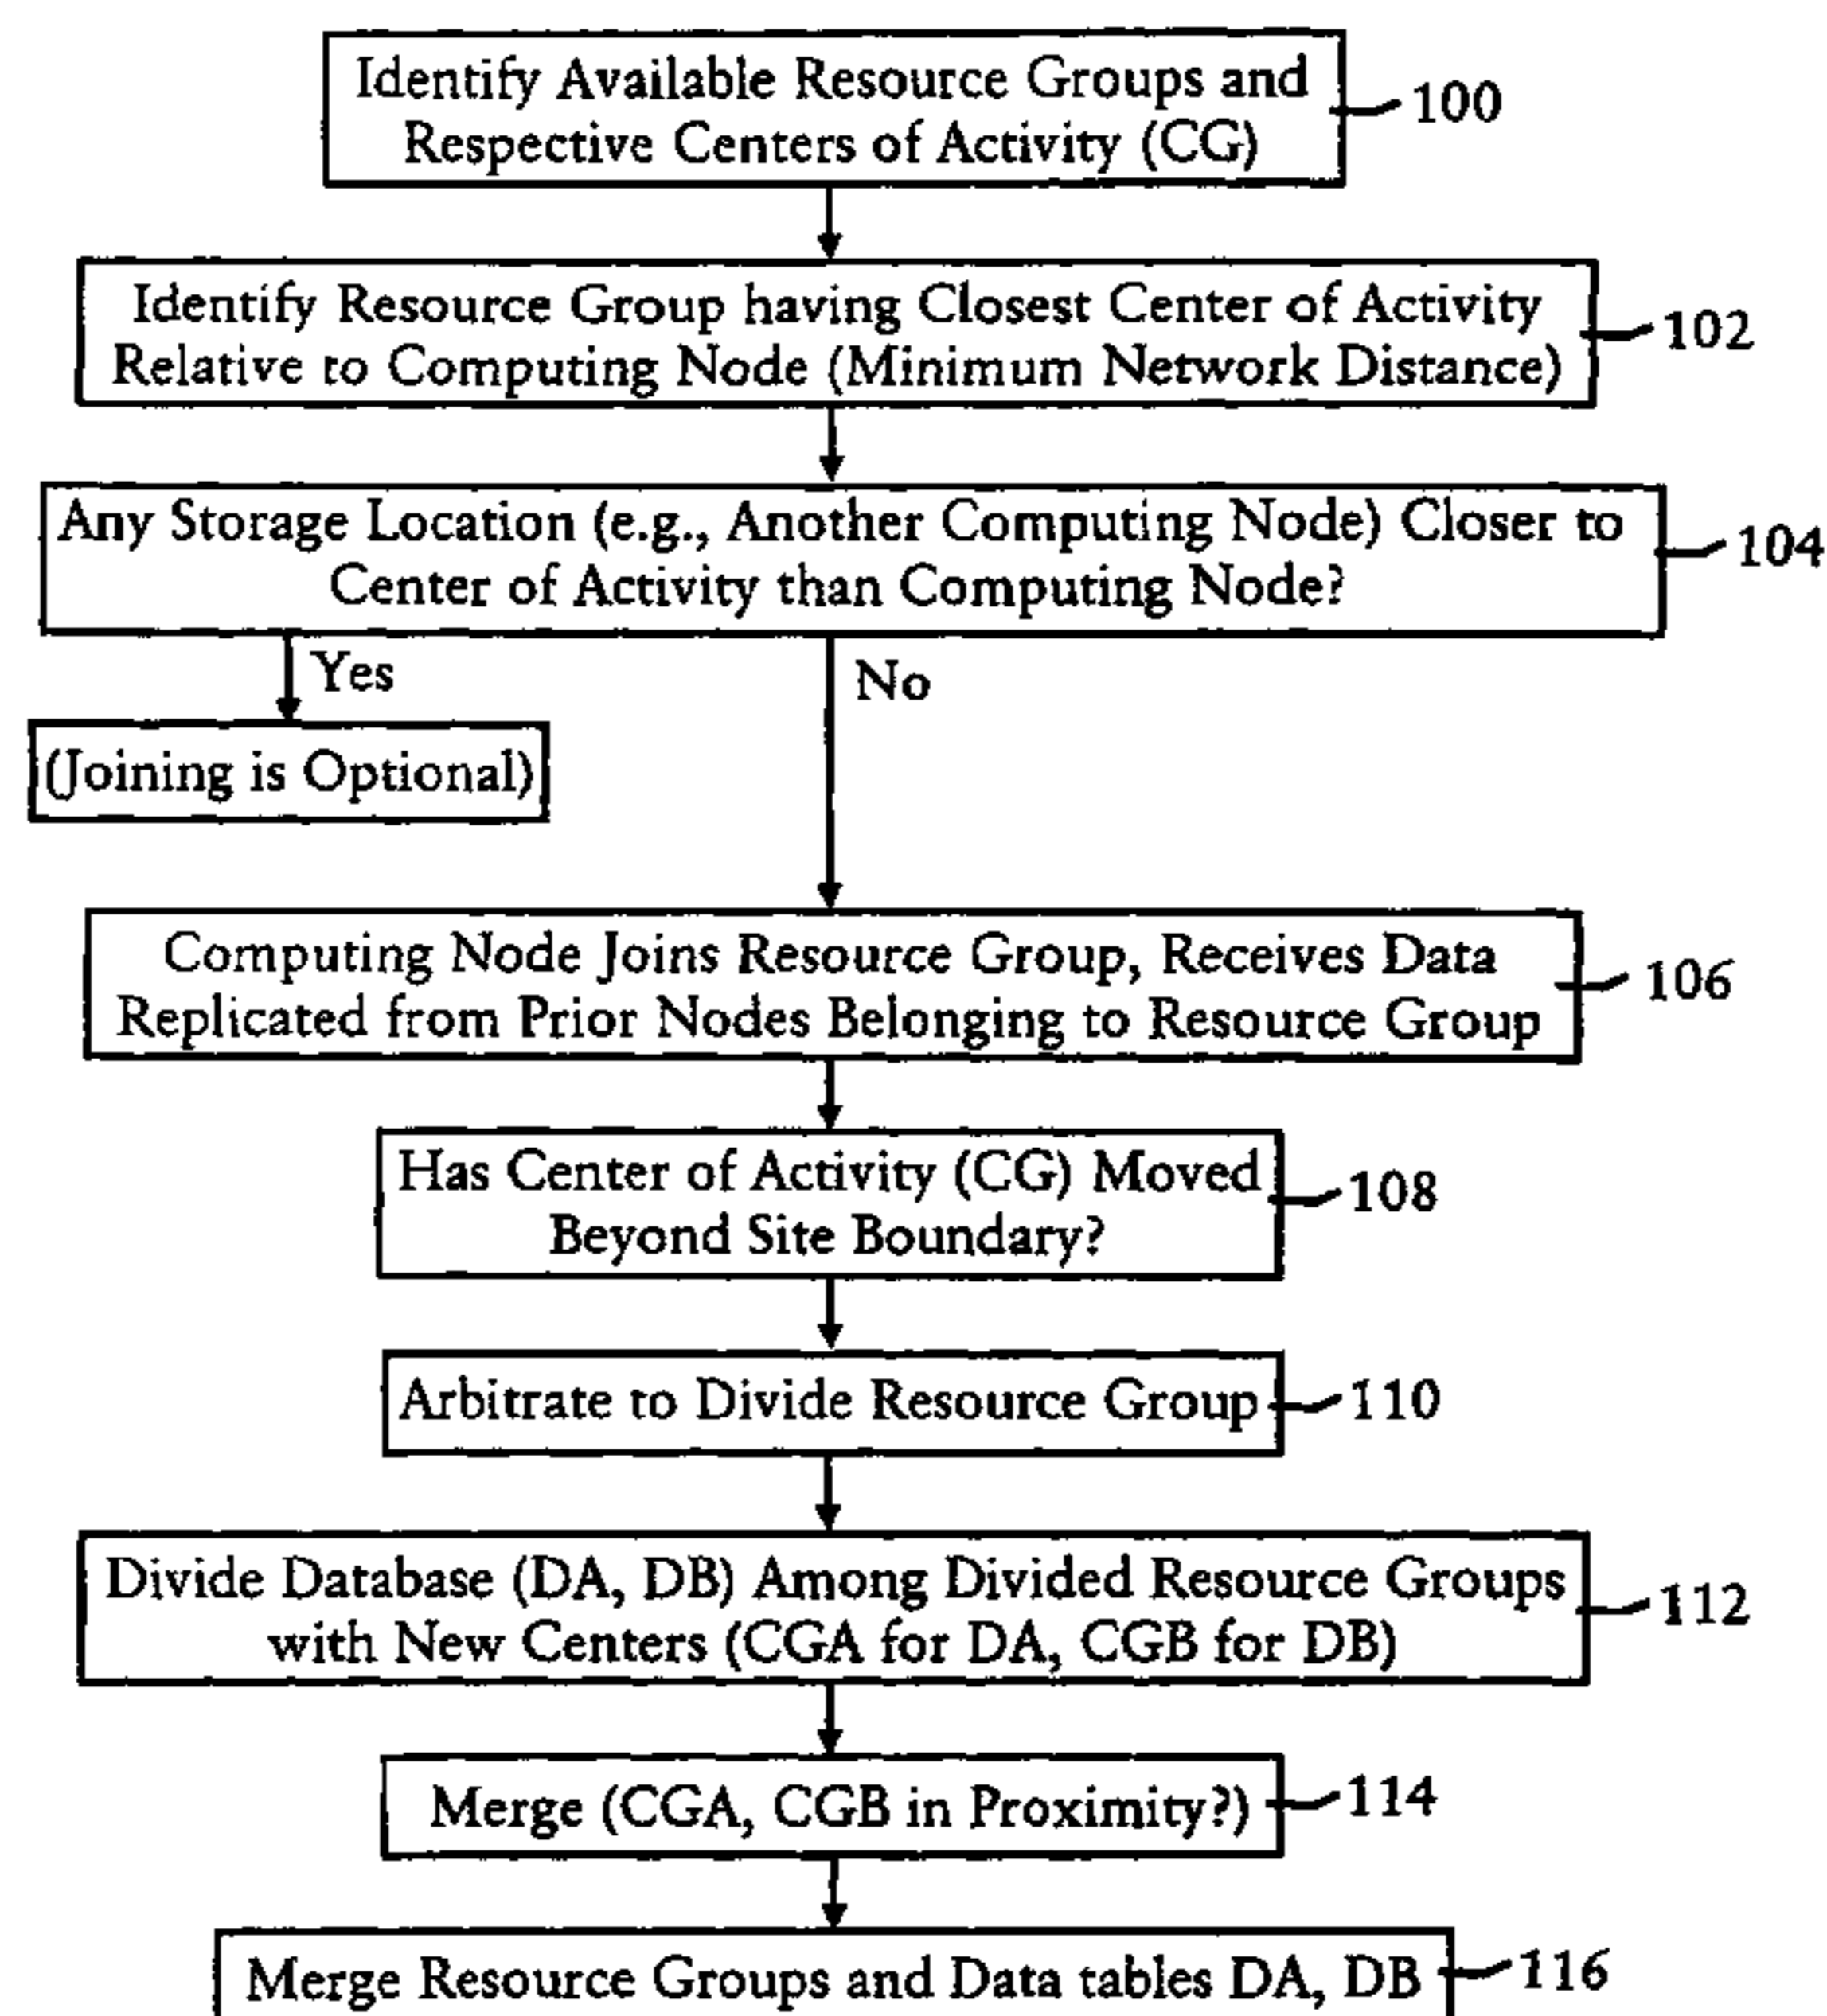 Identify Available Resource Groups and
Respective Centers of Activity (CG)
100
Identify Resource Group having Closest Center of Activity
Relative to Computing Node (Minimum Network Distance)
102
Any Storage Location (e.g., Another Computing Node) Closer to
Center of Activity than Computing Node?
104
Yes
No
(Joining is Optional)
Computing Node Joins Resource Group, Receives Data
Replicated from Prior Nodes Belonging to Resource Group
106
Has Center of Activity (CG) Moved
Beyond Site Boundary?
108
Arbitrate to Divide Resource Group
110
Divide Database (DA, DB) Among Divided Resource Groups
with New Centers (CGA for DA, CGB for DB)
112
Merge (CGA, CGB in Proximity?)
114
Merge Resource Groups and Data tables DA, DB
116